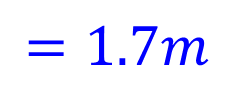 = 1.7m